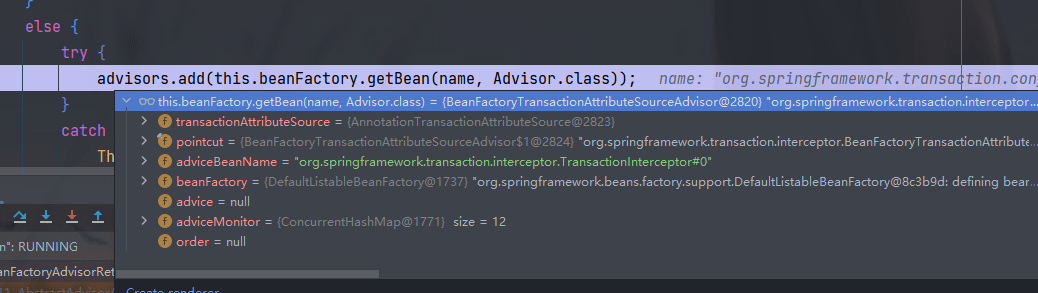 }
else {
try {
advisors.add(this.beanFactory.getBean(name, Advisor.class)); name: "org.springframework.transaction.con
}
this.beanFactory.getBean(name, Advisor.class) = {BeanFactoryTransactionAttributeSourceAdvisor@2820} "org.springframework.transaction.interceptor...
transactionAttributeSource = {AnnotationTransactionAttributeSource@2823}
catch
pointcut = {BeanFactoryTransactionAttributeSourceAdvisor$1@2824} "org.springframework.transaction.interceptor.BeanFactoryTransactionAttribute...
Th
adviceBeanName = "org.springframework.transaction.interceptor.TransactionInterceptor#0"
beanFactory = {DefaultListableBeanFactory@1737} "org.springframework.beans.factory.support.DefaultListableBeanFactory@8c3b9d: defining bear...
advice = null
adviceMonitor = {ConcurrentHashMap@1771} size = 12
order = null
n": RUNNING
anFactoryAdvisorRet
Create renderer